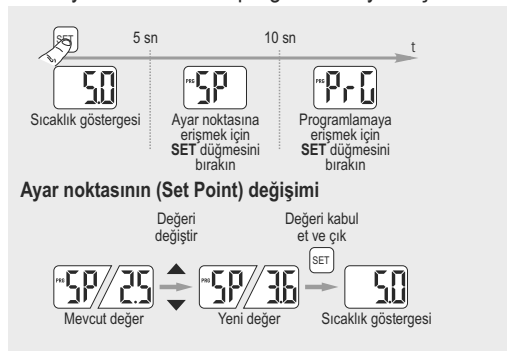 SET 5 sn 10 sn t
5.0 PRG SP PRG PrG
Sıcaklık göstergesi
Ayar noktasına
erişmek için
SET düğmesini
bırakın
Programlamaya
erişmek için
SET düğmesini
bırakın
Ayar noktasının (Set Point) değişimi
Değeri
değiştir
Değeri kabul
et ve çık
SET
PRG SP/2.5 PRG SP/3.6 5.0
Mevcut değer Yeni değer Sıcaklık göstergesi